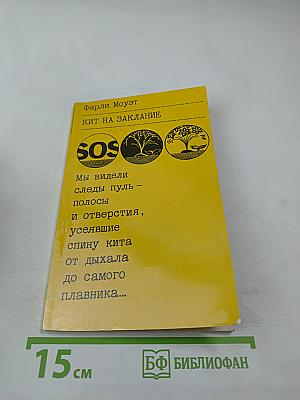 Фарли Моуэт
КИТ НА ЗАКЛАНИЕ
SOS
Мы видели
следы пуль –
полосы
и отверстия,
усеявшие
спину кита
от дыхала
до самого
плавника...
15 см
БФ БИБЛИОФАН